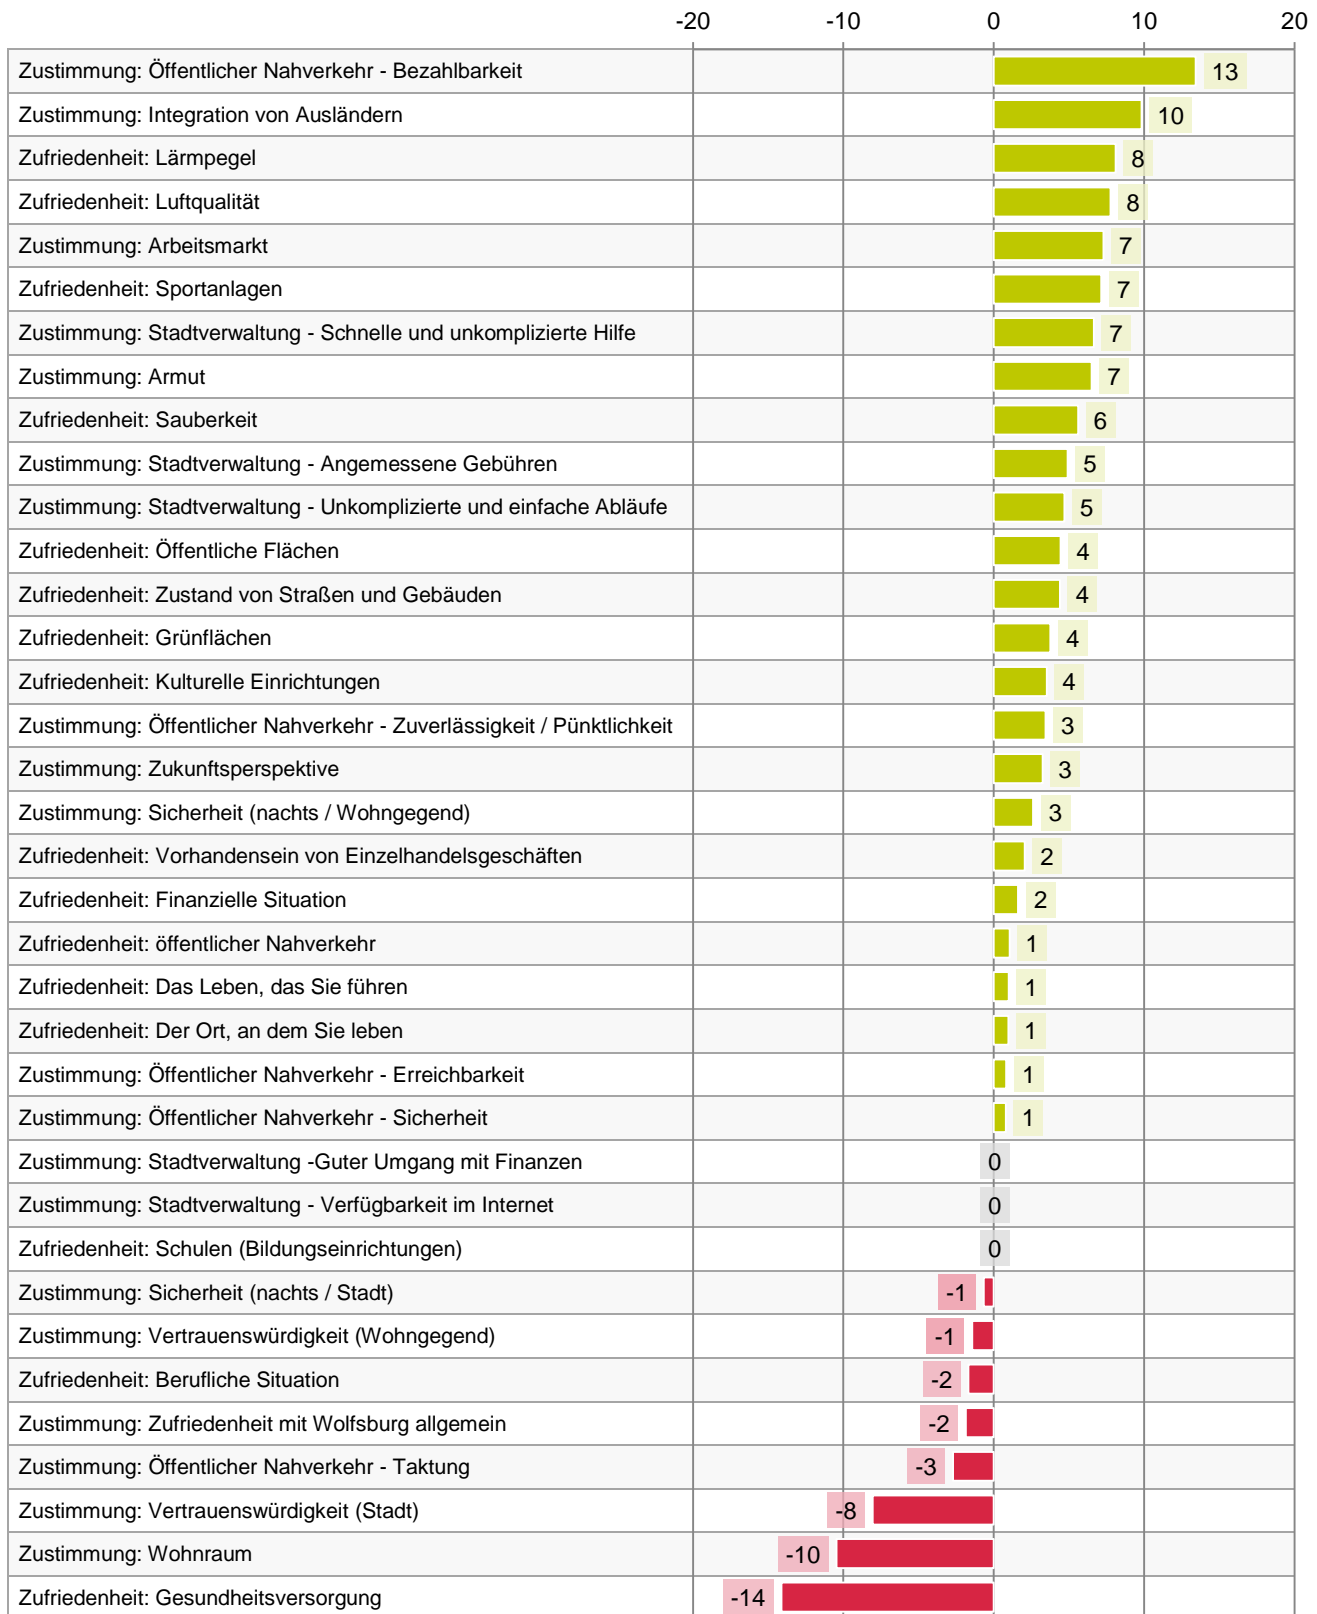 -20 -10 0 10 20
Zustimmung: Öffentlicher Nahverkehr - Bezahlbarkeit 13
Zustimmung: Integration von Ausländern 10
Zufriedenheit: Lärmpegel 8
Zufriedenheit: Luftqualität 8
Zustimmung: Arbeitsmarkt 7
Zufriedenheit: Sportanlagen 7
Zustimmung: Stadtverwaltung - Schnelle und unkomplizierte Hilfe 7
Zustimmung: Armut 7
Zufriedenheit: Sauberkeit 6
Zustimmung: Stadtverwaltung - Angemessene Gebühren 5
Zustimmung: Stadtverwaltung - Unkomplizierte und einfache Abläufe 5
Zufriedenheit: Öffentliche Flächen 4
Zufriedenheit: Zustand von Straßen und Gebäuden 4
Zufriedenheit: Grünflächen 4
Zufriedenheit: Kulturelle Einrichtungen 4
Zustimmung: Öffentlicher Nahverkehr - Zuverlässigkeit / Pünktlichkeit 3
Zustimmung: Zukunftsperspektive 3
Zustimmung: Sicherheit (nachts / Wohngegend) 3
Zufriedenheit: Vorhandensein von Einzelhandelsgeschäften 2
Zufriedenheit: Finanzielle Situation 2
Zufriedenheit: öffentlicher Nahverkehr 1
Zufriedenheit: Das Leben, das Sie führen 1
Zufriedenheit: Der Ort, an dem Sie leben 1
Zustimmung: Öffentlicher Nahverkehr - Erreichbarkeit 1
Zustimmung: Öffentlicher Nahverkehr - Sicherheit 1
Zustimmung: Stadtverwaltung -Guter Umgang mit Finanzen 0
Zustimmung: Stadtverwaltung - Verfügbarkeit im Internet 0
Zufriedenheit: Schulen (Bildungseinrichtungen) 0
Zustimmung: Sicherheit (nachts / Stadt) -1
Zustimmung: Vertrauenswürdigkeit (Wohngegend) -1
Zufriedenheit: Berufliche Situation -2
Zustimmung: Zufriedenheit mit Wolfsburg allgemein -2
Zustimmung: Öffentlicher Nahverkehr - Taktung -3
Zustimmung: Vertrauenswürdigkeit (Stadt) -8
Zustimmung: Wohnraum -10
Zufriedenheit: Gesundheitsversorgung -14